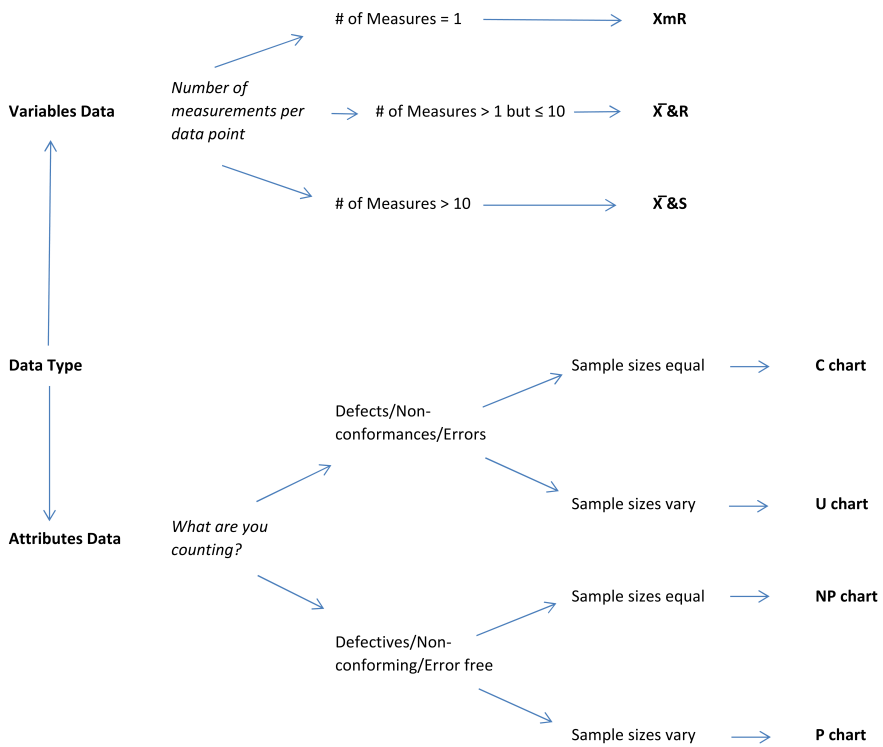 # of Measures = 1
XmR
Number of
measurements per
data point
Variables Data
# of Measures > 1 but ≤ 10
X̅ &R
# of Measures > 10
X̅ &S
Data Type
Sample sizes equal
C chart
Defects/Non-
conformances/Errors
Sample sizes vary
U chart
What are you
counting?
Attributes Data
Sample sizes equal
NP chart
Defectives/Non-
conforming/Error free
Sample sizes vary
P chart